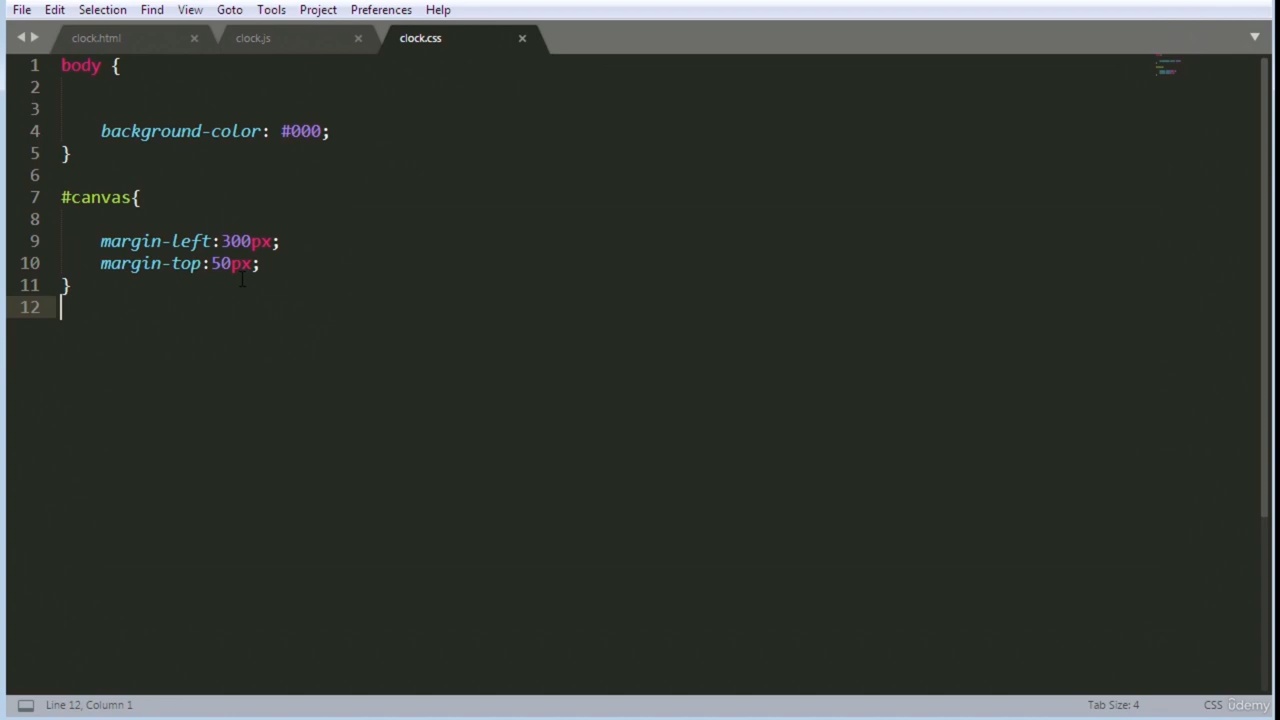 File Edit Selection Find View Goto Tools Project Preferences Help
clock.html × clock.js × clock.css ×
1 body {
2
3
4 background-color: #000;
5 }
6
7 #canvas{
8
9 margin-left:300px;
10 margin-top:50px;
11 }
12
Line 12, Column 1 Tab Size: 4 CSS ûdemy